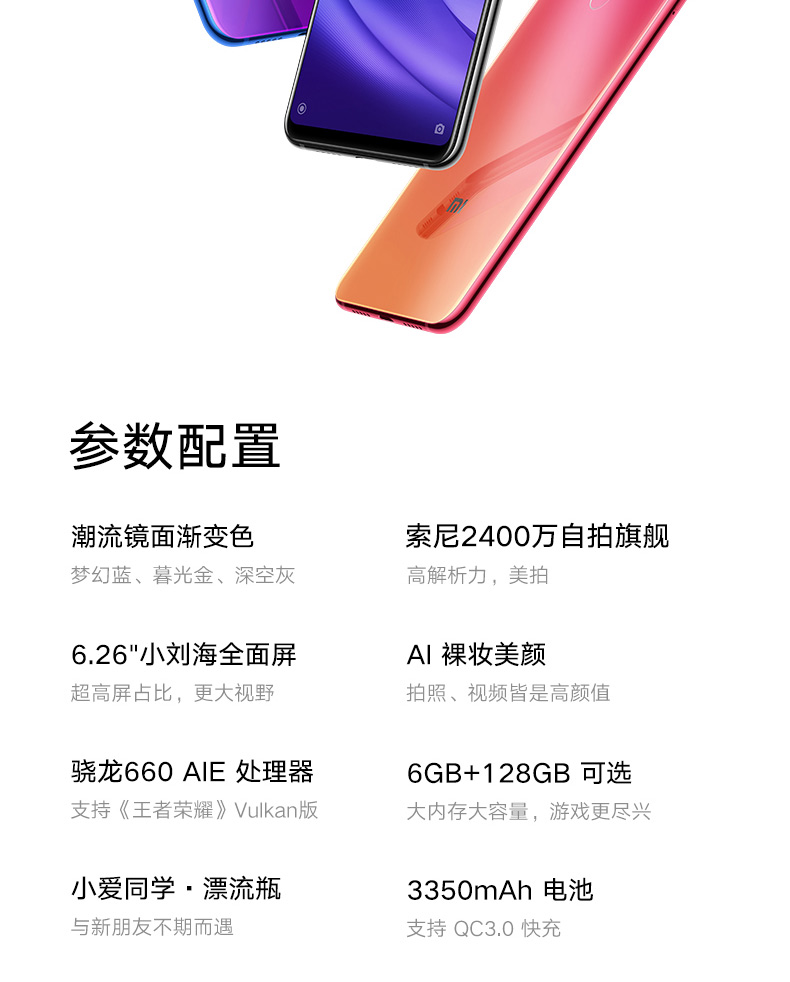 参数配置
潮流镜面渐变色
梦幻蓝、暮光金、深空灰
索尼2400万自拍旗舰
高解析力，美拍
6.26"小刘海全面屏
超高屏占比，更大视野
AI 裸妆美颜
拍照、视频皆是高颜值
骁龙660 AIE 处理器
支持《王者荣耀》Vulkan版
6GB+128GB 可选
大内存大容量，游戏更尽兴
小爱同学·漂流瓶
与新朋友不期而遇
3350mAh 电池
支持 QC3.0 快充